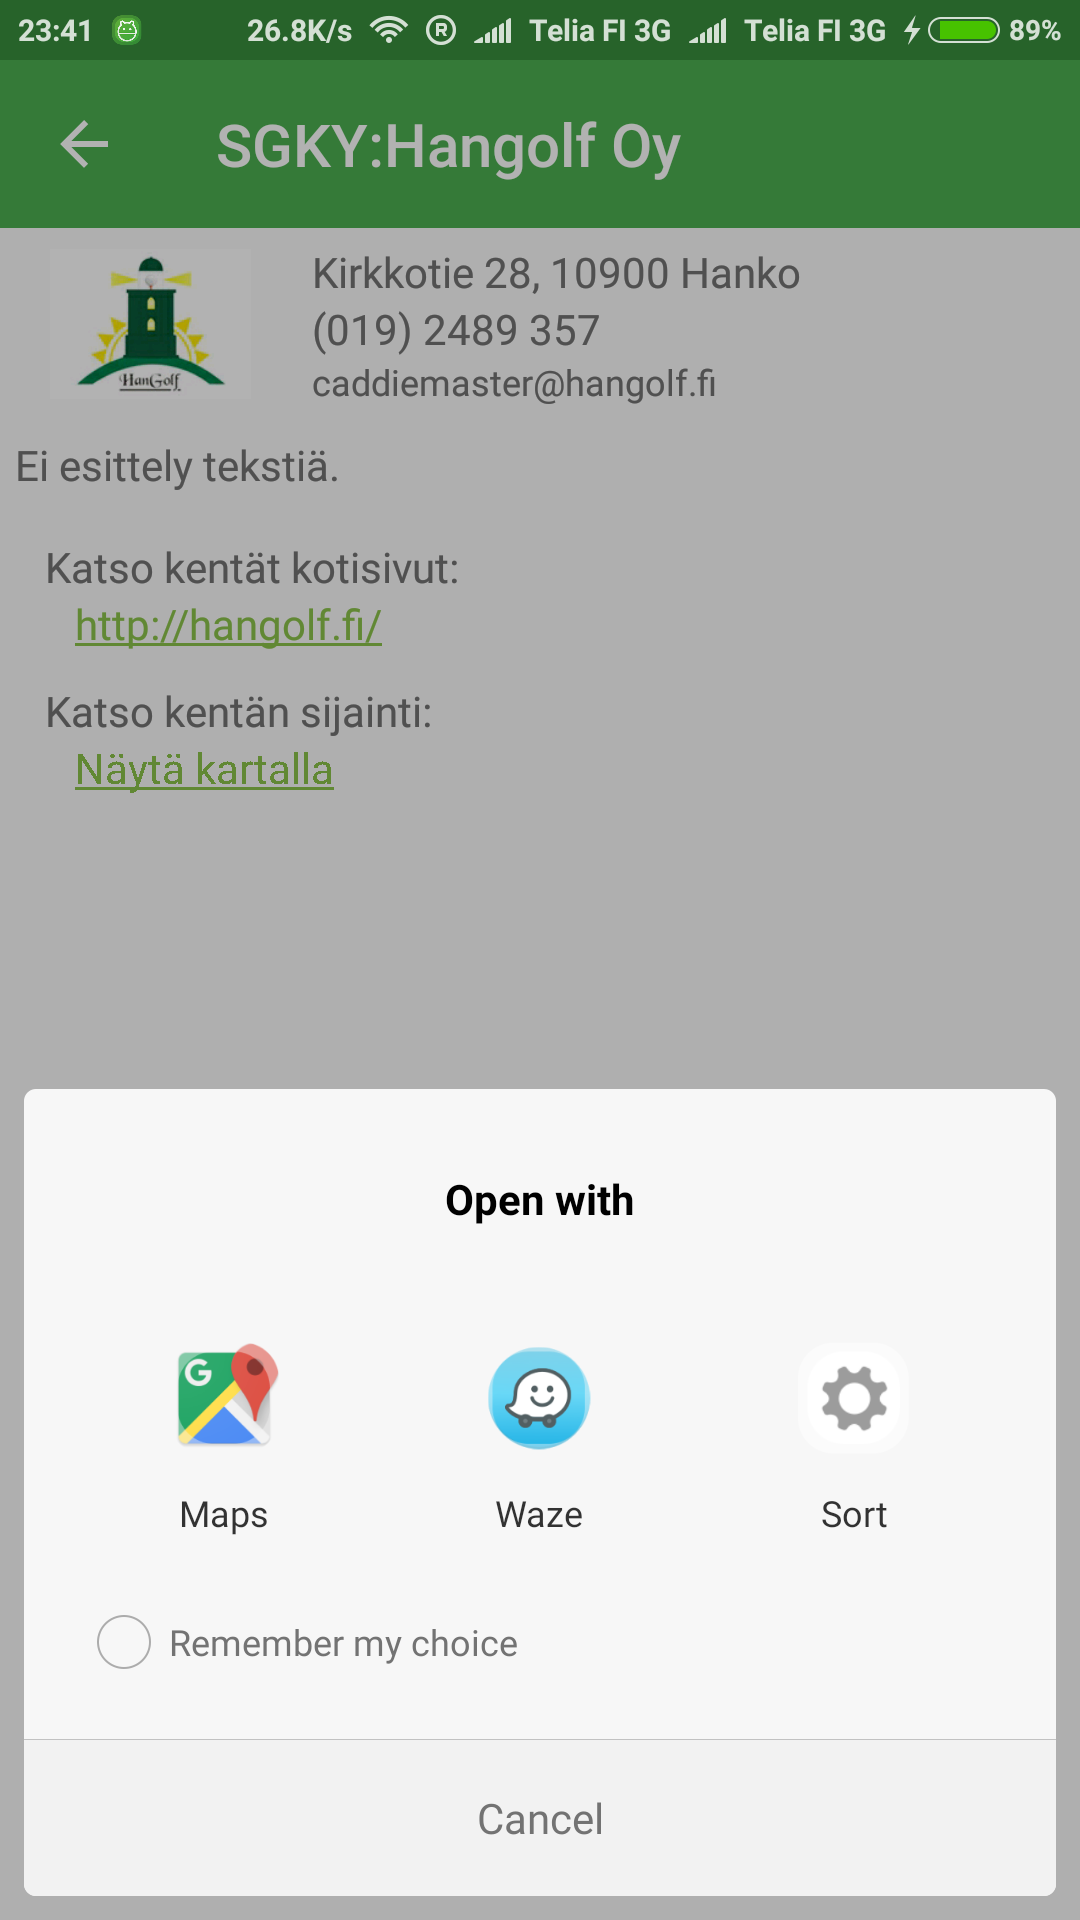 23:41 26.8K/s R Telia FI 3G Telia FI 3G 89%
SGKY:Hangolf Oy
HanGolf
Kirkkotie 28, 10900 Hanko
(019) 2489 357
caddiemaster@hangolf.fi
Ei esittely tekstiä.
Katso kentät kotisivut:
http://hangolf.fi/
Katso kentän sijainti:
Näytä kartalla
Open with
G
Maps Waze Sort
Remember my choice
Cancel